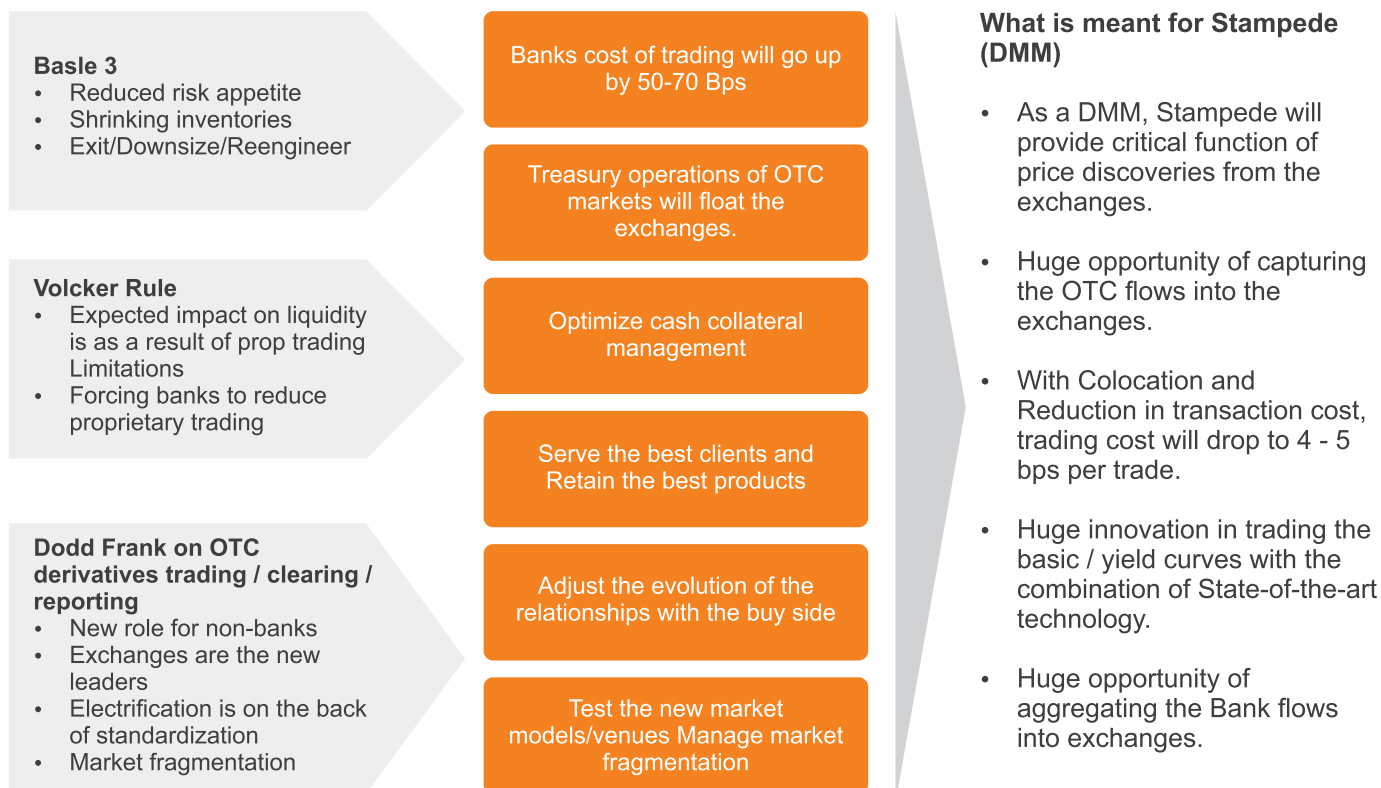 Basle 3
• Reduced risk appetite
• Shrinking inventories
• Exit/Downsize/Reengineer
Volcker Rule
• Expected impact on liquidity
is as a result of prop trading
Limitations
• Forcing banks to reduce
proprietary trading
Dodd Frank on OTC
derivatives trading / clearing /
reporting
• New role for non-banks
• Exchanges are the new
leaders
• Electrification is on the back
of standardization
• Market fragmentation
Banks cost of trading will go up
by 50-70 Bps
Treasury operations of OTC
markets will float the
exchanges.
Optimize cash collateral
management
Serve the best clients and
Retain the best products
Adjust the evolution of the
relationships with the buy side
Test the new market
models/venues Manage market
fragmentation
What is meant for Stampede
(DMM)
• As a DMM, Stampede will
provide critical function of
price discoveries from the
exchanges.
• Huge opportunity of capturing
the OTC flows into the
exchanges.
• With Colocation and
Reduction in transaction cost,
trading cost will drop to 4 - 5
bps per trade.
• Huge innovation in trading the
basic / yield curves with the
combination of State-of-the-art
technology.
• Huge opportunity of
aggregating the Bank flows
into exchanges.